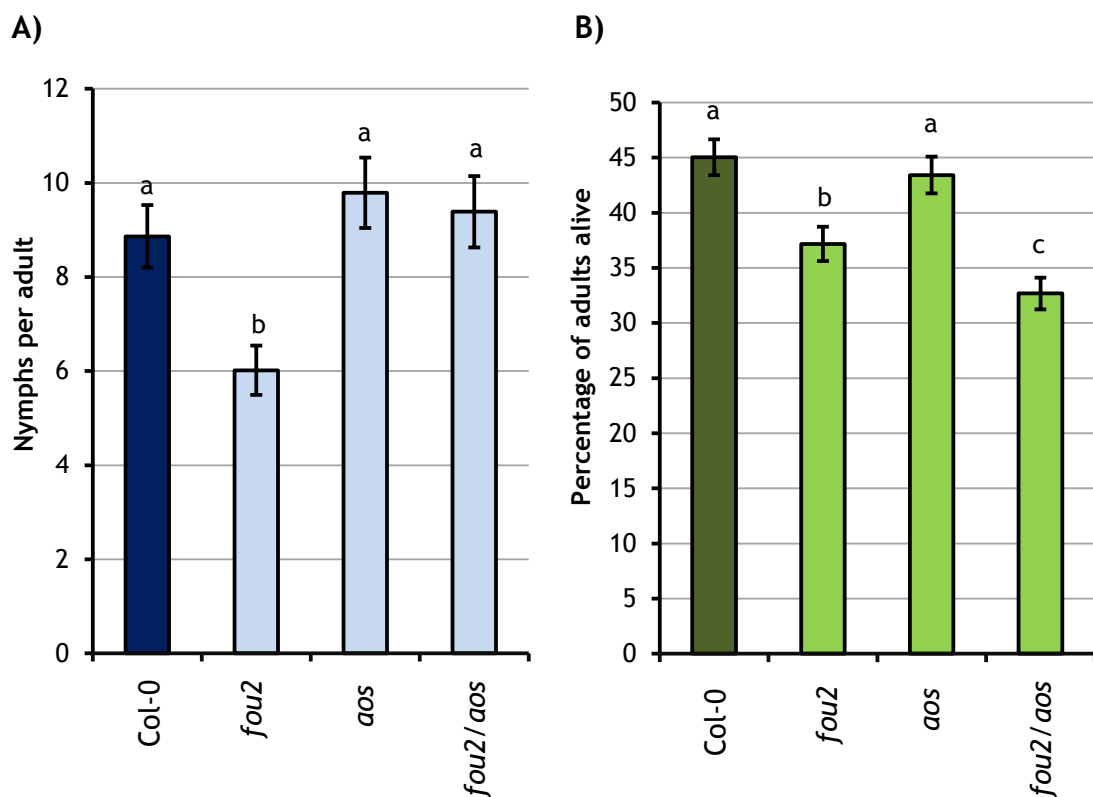 A)
Nymphs per adult
12
10
8
6
4
2
0
a
b
a
a
Col-0
fou2
aos
fou2/aos
B)
Percentage of adults alive
50
45
40
35
30
25
20
15
10
5
0
a
b
a
c
Col-0
fou2
aos
fou2/aos